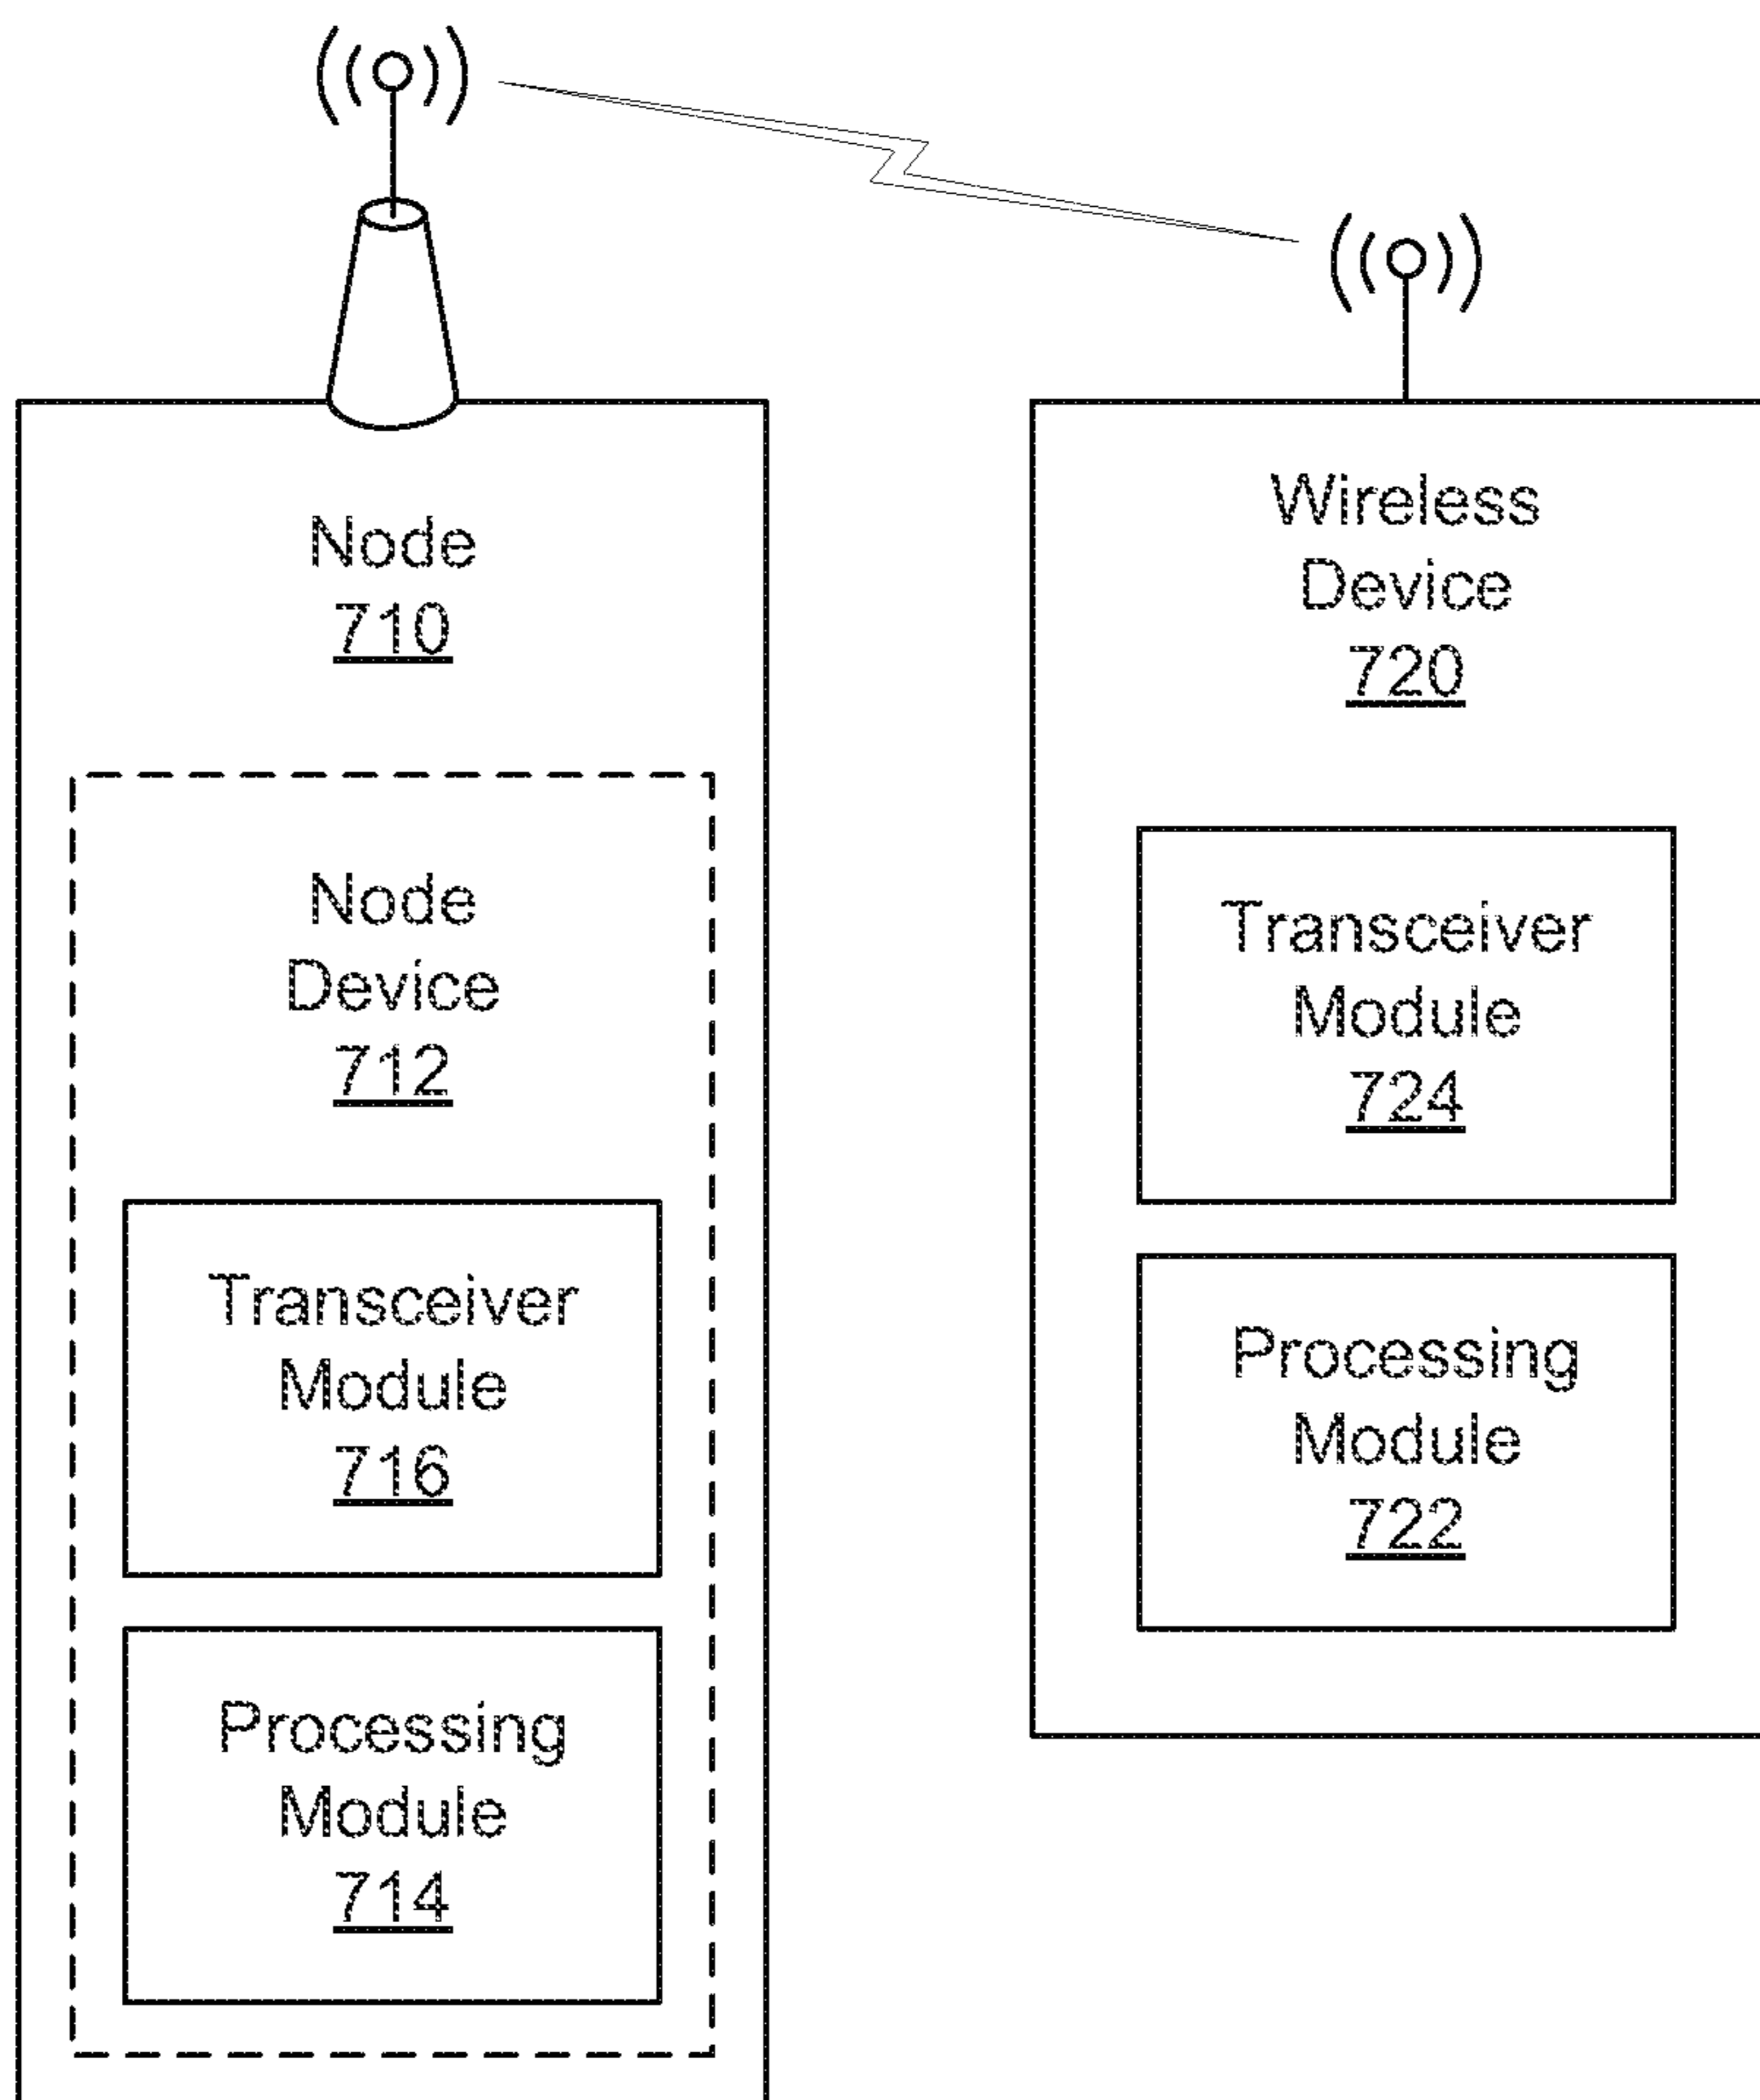 Node
710
Node
Device
712
Transceiver
Module
716
Processing
Module
714
Wireless
Device
720
Transceiver
Module
724
Processing
Module
722